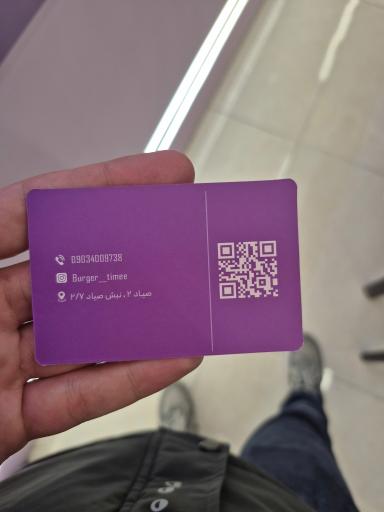 09034009738
Burger__timee
صیاد ۲ ، نبش صیاد ۲/۷